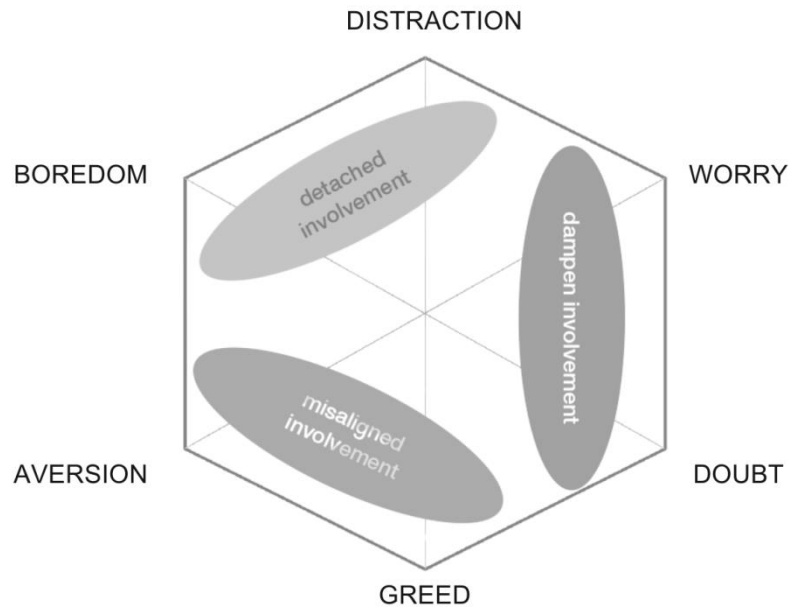 DISTRACTION
BOREDOM
WORRY
detached
involvement
dampen involvement
misaligned
involvement
AVERSION
DOUBT
GREED